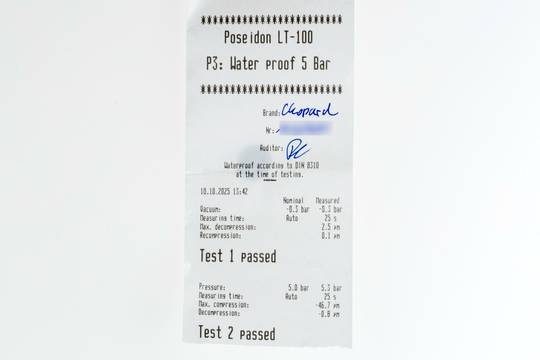 Poseidon LT-100
P3: Water proof 5 Bar
Brand: Chopard
Nr:
Auditor:
Waterproof according to DIN 8310
at the time of testing.
10.10.2025 13:42
Nominal Measured
Vacuum: -0.3 bar -0.3 bar
Measuring time: Auto 25 s
Max. decompression: 2.5 µm
Recompression: 0.1 µm
Test 1 passed
Pressure: 5.0 bar 5.3 bar
Measuring time: Auto 25 s
Max. compression: -46.7 µm
Decompression: -0.8 µm
Test 2 passed